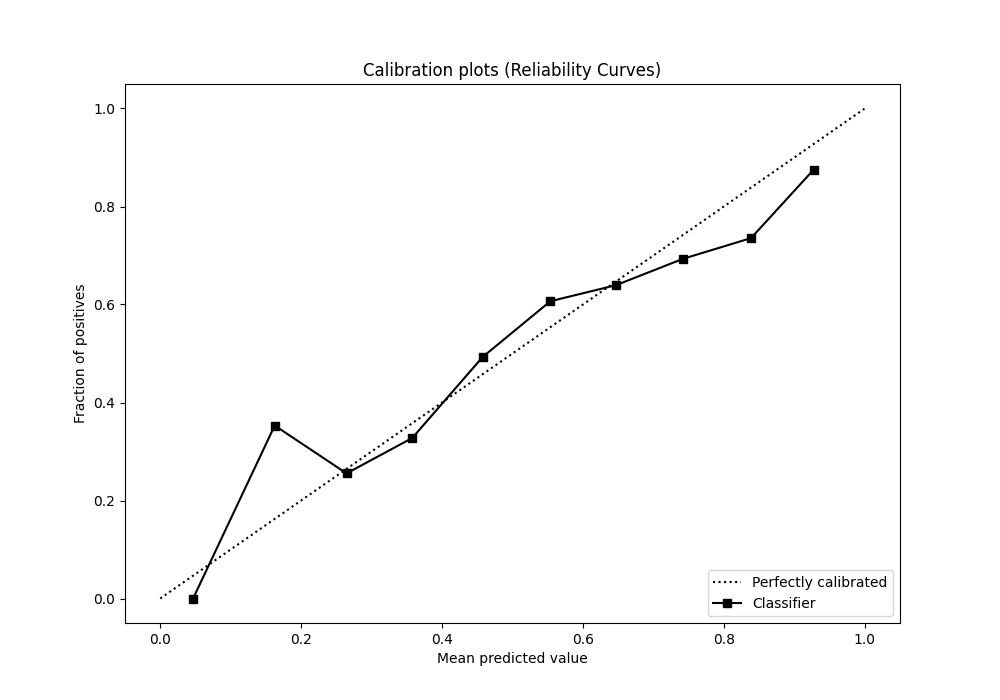 Calibration plots (Reliability Curves)
1.0
0.8
0.6
0.4
0.2
0.0
Fraction of positives
0.0 0.2 0.4 0.6 0.8 1.0
Mean predicted value
Perfectly calibrated
Classifier